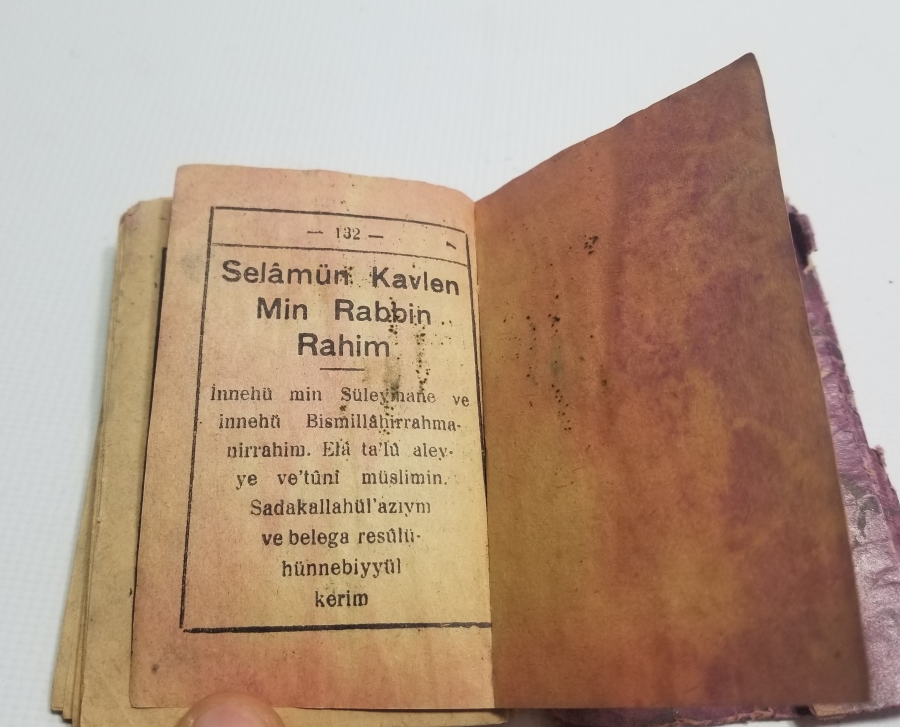 — 132 —
Selâmün Kavlen
Min Rabbin
Rahim
İnnehü min Süleymane ve
innehü Bismillâhirrahma-
nirrahim. Elâ ta'lû aley-
ye ve'tûnî müslimin.
Sadakallahül'azıym
ve belega resûlü-
hünnebiyyül
kerim